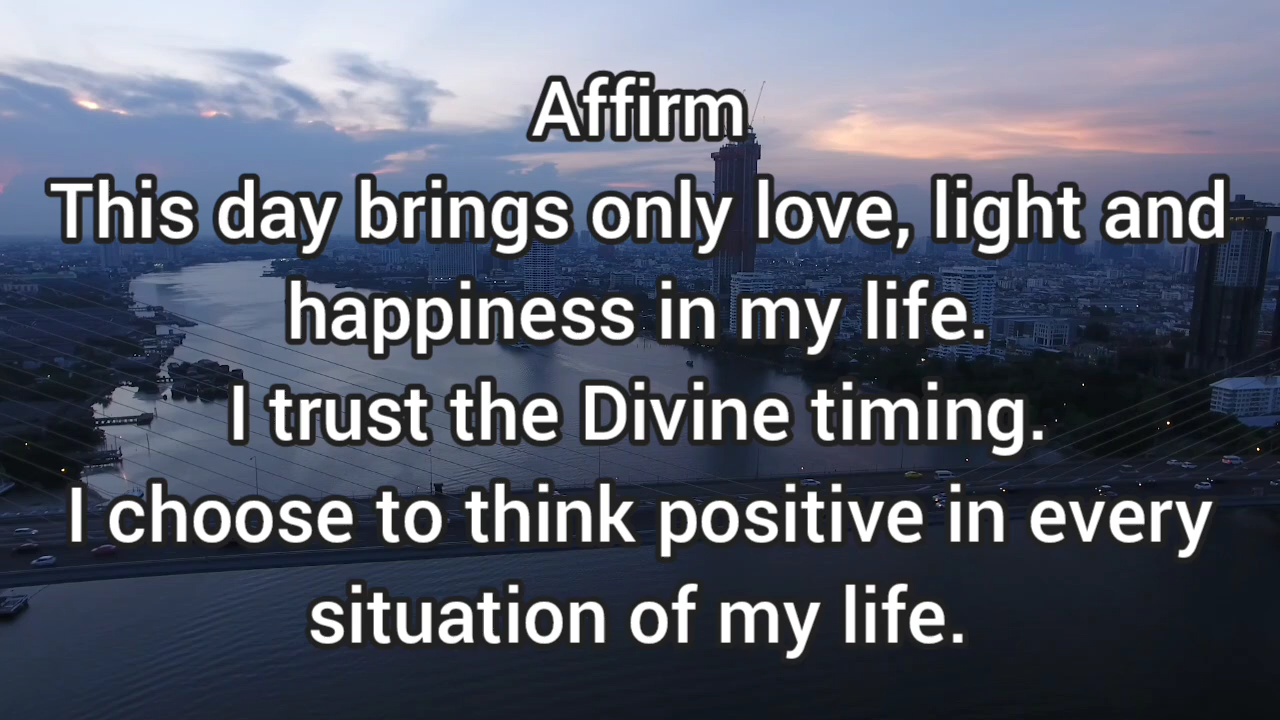 Affirm
This day brings only love, light and
happiness in my life.
I trust the Divine timing.
I choose to think positive in every
situation of my life.